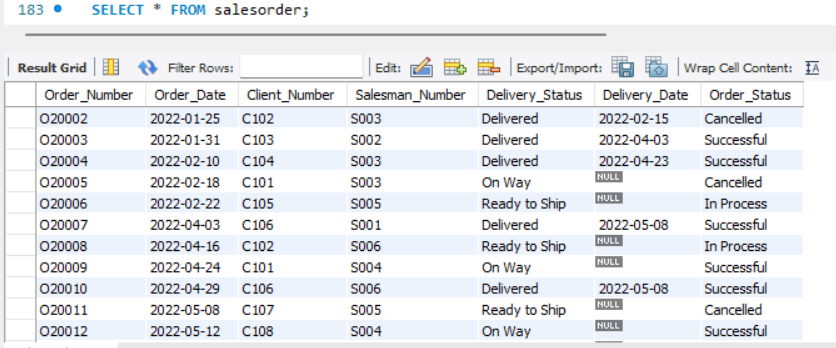 183 SELECT * FROM salesorder;
Result Grid Filter Rows: Edit: Export/Import: Wrap Cell Content: IA
Order_Number Order_Date Client_Number Salesman_Number Delivery_Status Delivery_Date Order_Status
O20002 2022-01-25 C102 S003 Delivered 2022-02-15 Cancelled
O20003 2022-01-31 C103 S002 Delivered 2022-04-03 Successful
O20004 2022-02-10 C104 S003 Delivered 2022-04-23 Successful
O20005 2022-02-18 C101 S003 On Way NULL Cancelled
O20006 2022-02-22 C105 S005 Ready to Ship NULL In Process
O20007 2022-04-03 C106 S001 Delivered 2022-05-08 Successful
O20008 2022-04-16 C102 S006 Ready to Ship NULL In Process
O20009 2022-04-24 C101 S004 On Way NULL Successful
O20010 2022-04-29 C106 S006 Delivered 2022-05-08 Successful
O20011 2022-05-08 C107 S005 Ready to Ship NULL Cancelled
O20012 2022-05-12 C108 S004 On Way NULL Successful